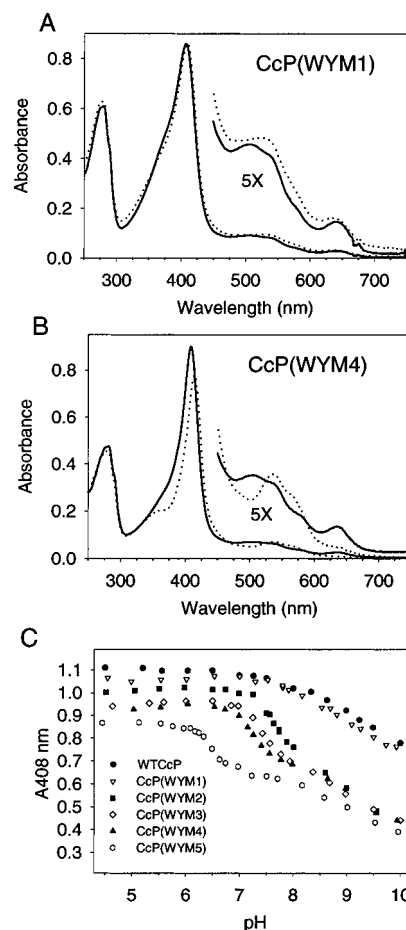 A
CcP(WYM1)
0.8
0.6
0.4
0.2
0.0
Absorbance
5X
300 400 500 600 700
Wavelength (nm)
B
CcP(WYM4)
0.8
0.6
0.4
0.2
0.0
Absorbance
5X
300 400 500 600 700
Wavelength (nm)
C
1.1
1.0
0.9
0.8
0.7
0.6
0.5
0.4
0.3
A408 nm
WTCcP
CcP(WYM1)
CcP(WYM2)
CcP(WYM3)
CcP(WYM4)
CcP(WYM5)
5 6 7 8 9 10
pH